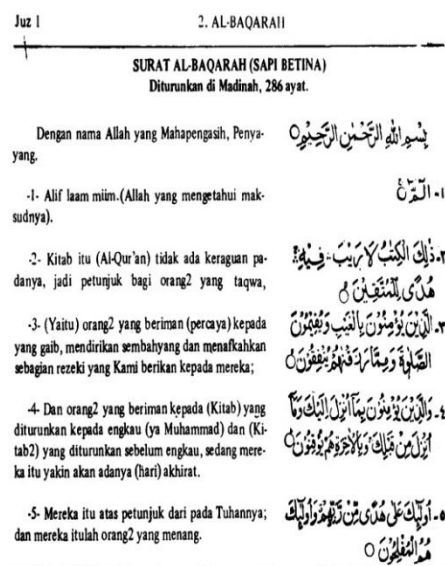 Juz 1
2. AL-BAQARAH
SURAT AL-BAQARAH (SAPI BETINA)
Diturunkan di Madinah, 286 ayat.
Dengan nama Allah yang Mahapengasih, Penya-
yang.
-1- Alif laam miim.(Allah yang mengetahui mak-
sudnya).
-2- Kitab itu (Al-Qur'an) tidak ada keraguan pa-
danya, jadi petunjuk bagi orang2 yang taqwa,
-3- (Yaitu) orang2 yang beriman (percaya) kepada
yang gaib, mendirikan sembahyang dan menafkahkan
sebagian rezeki yang Kami berikan kepada mereka;
-4- Dan orang2 yang beriman kepada (Kitab) yang
diturunkan kepada engkau (ya Muhammad) dan (Ki-
tab2) yang diturunkan sebelum engkau, sedang mere-
ka itu yakin akan adanya (hari) akhirat.
-5- Mereka itu atas petunjuk dari pada Tuhannya;
dan mereka itulah orang2 yang menang.
بِسْمِ اللهِ الرَّحْمٰنِ الرَّحِيْمِ
١- الٓمّٓ
٢- ذٰلِكَ الْكِتٰبُ لَا رَيْبَ فِيْهِ
هُدًى لِّلْمُتَّقِيْنَ
٣- الَّذِيْنَ يُؤْمِنُوْنَ بِالْغَيْبِ وَيُقِيْمُوْنَ
الصَّلٰوةَ وَمِمَّا رَزَقْنٰهُمْ يُنْفِقُوْنَ
٤- وَالَّذِيْنَ يُؤْمِنُوْنَ بِمَآ اُنْزِلَ اِلَيْكَ وَمَآ
اُنْزِلَ مِنْ قَبْلِكَ وَبِالْاٰخِرَةِ هُمْ يُوْقِنُوْنَ
٥- اُولٰٓئِكَ عَلٰى هُدًى مِّنْ رَّبِّهِمْ وَاُولٰٓئِكَ
هُمُ الْمُفْلِحُوْنَ